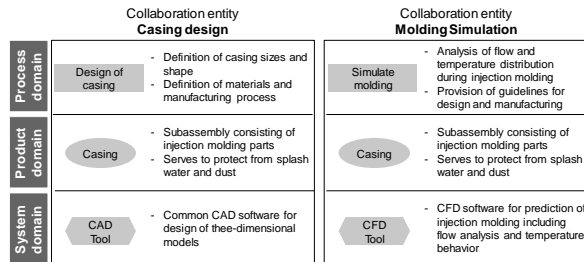 Collaboration entity
Casing design
Collaboration entity
Molding Simulation
Process
domain
Design of
casing
- Definition of casing sizes and
shape
- Definition of materials and
manufacturing process
Simulate
molding
- Analysis of flow and
temperature distribution
during injection molding
- Provision of guidelines for
design and manufacturing
Product
domain
Casing
- Subassembly consisting of
injection molding parts
- Serves to protect from splash
water and dust
Casing
- Subassembly consisting of
injection molding parts
- Serves to protect from splash
water and dust
System
domain
CAD
Tool
- Common CAD software for
design of thee-dimensional
models
CFD
Tool
- CFD software for prediction of
injection molding including
flow analysis and temperature
behavior